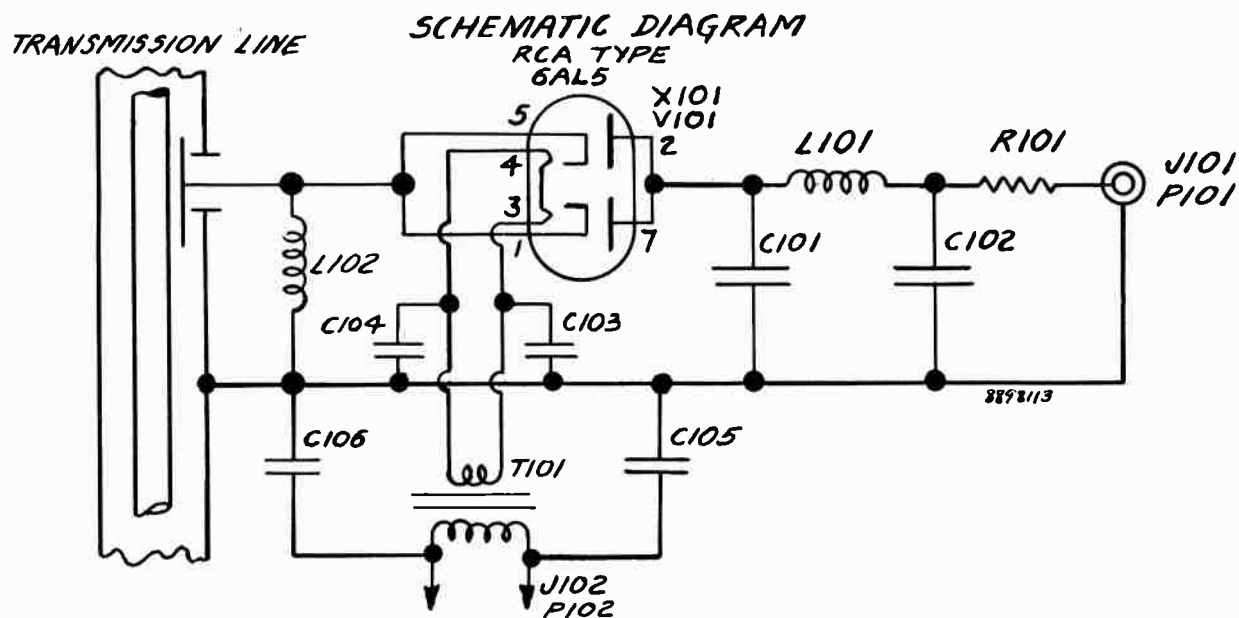 SCHEMATIC DIAGRAM
RCA TYPE
6AL5
TRANSMISSION LINE
X101
V101
5
4
3
1
2
7
L101
R101
J101
P101
L102
C101
C102
C104
C103
8898113
C106
T101
C105
J102
P102